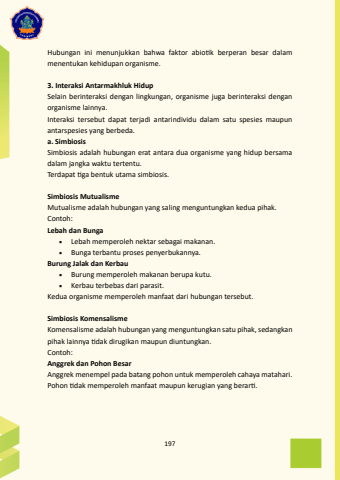 Hubungan ini menunjukkan bahwa faktor abiotik berperan besar dalam
menentukan kehidupan organisme.
3. Interaksi Antarmakhluk Hidup
Selain berinteraksi dengan lingkungan, organisme juga berinteraksi dengan
organisme lainnya.
Interaksi tersebut dapat terjadi antarindividu dalam satu spesies maupun
antarspesies yang berbeda.
a. Simbiosis
Simbiosis adalah hubungan erat antara dua organisme yang hidup bersama
dalam jangka waktu tertentu.
Terdapat tiga bentuk utama simbiosis.
Simbiosis Mutualisme
Mutualisme adalah hubungan yang saling menguntungkan kedua pihak.
Contoh:
Lebah dan Bunga
• Lebah memperoleh nektar sebagai makanan.
• Bunga terbantu proses penyerbukannya.
Burung Jalak dan Kerbau
• Burung memperoleh makanan berupa kutu.
• Kerbau terbebas dari parasit.
Kedua organisme memperoleh manfaat dari hubungan tersebut.
Simbiosis Komensalisme
Komensalisme adalah hubungan yang menguntungkan satu pihak, sedangkan
pihak lainnya tidak dirugikan maupun diuntungkan.
Contoh:
Anggrek dan Pohon Besar
Anggrek menempel pada batang pohon untuk memperoleh cahaya matahari.
Pohon tidak memperoleh manfaat maupun kerugian yang berarti.
197